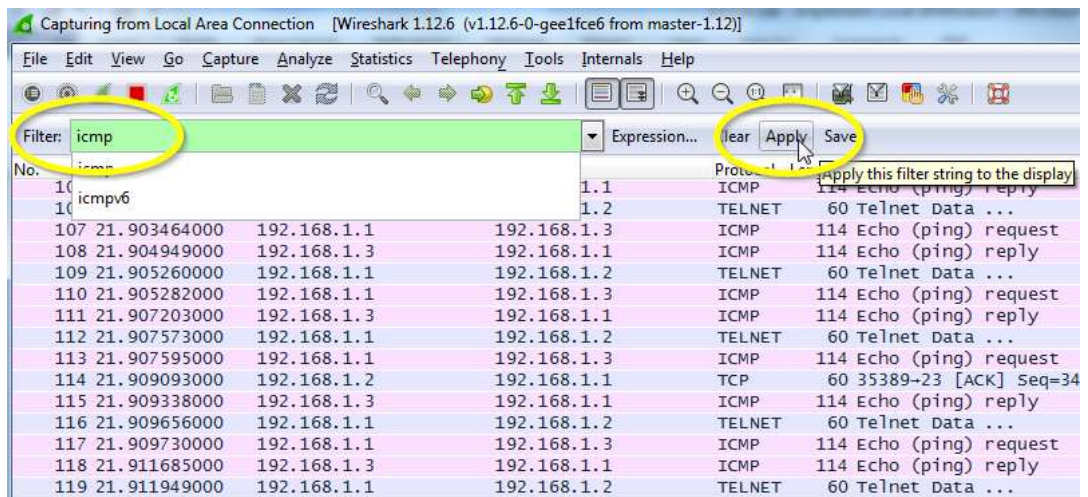 Capturing from Local Area Connection [Wireshark 1.12.6 (v1.12.6-0-gee1fce6 from master-1.12)]
File Edit View Go Capture Analyze Statistics Telephony Tools Internals Help
Filter: icmp Expression... Clear Apply Save
icmp
Apply this filter string to the display
No. Protocol
icmpv6
10 1.1 ICMP 114 Echo (ping) reply
10 1.2 TELNET 60 Telnet Data ...
107 21.903464000 192.168.1.1 192.168.1.3 ICMP 114 Echo (ping) request
108 21.904949000 192.168.1.3 192.168.1.1 ICMP 114 Echo (ping) reply
109 21.905260000 192.168.1.1 192.168.1.2 TELNET 60 Telnet Data ...
110 21.905282000 192.168.1.1 192.168.1.3 ICMP 114 Echo (ping) request
111 21.907203000 192.168.1.3 192.168.1.1 ICMP 114 Echo (ping) reply
112 21.907573000 192.168.1.1 192.168.1.2 TELNET 60 Telnet Data ...
113 21.907595000 192.168.1.1 192.168.1.3 ICMP 114 Echo (ping) request
114 21.909093000 192.168.1.2 192.168.1.1 TCP 60 35389→23 [ACK] Seq=34
115 21.909338000 192.168.1.3 192.168.1.1 ICMP 114 Echo (ping) reply
116 21.909656000 192.168.1.1 192.168.1.2 TELNET 60 Telnet Data ...
117 21.909730000 192.168.1.1 192.168.1.3 ICMP 114 Echo (ping) request
118 21.911685000 192.168.1.3 192.168.1.1 ICMP 114 Echo (ping) reply
119 21.911949000 192.168.1.1 192.168.1.2 TELNET 60 Telnet Data ...